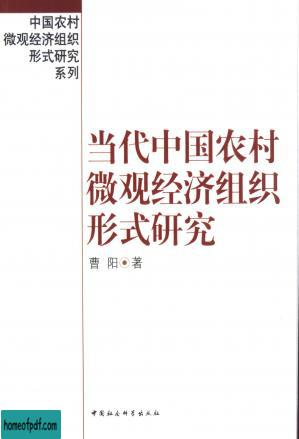 中国农村
微观经济组织
形式研究
系列
当代中国农村
微观经济组织
形式研究
曹 阳●著
中国社会科学出版社
homeofpdf.com